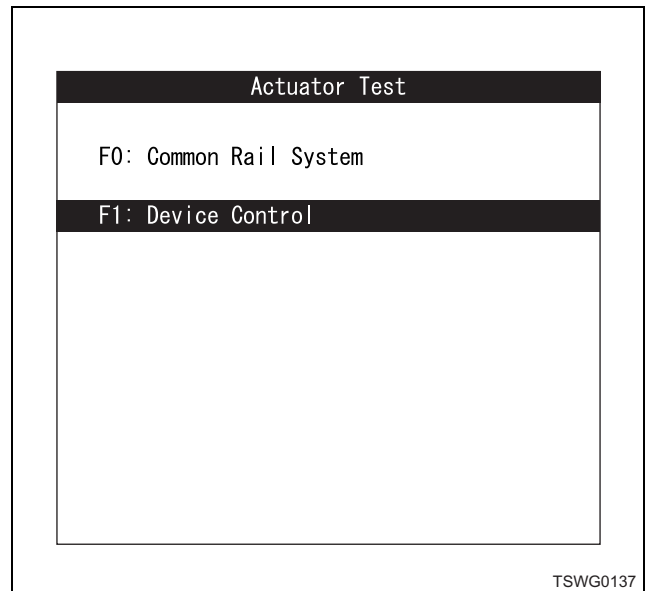 Actuator Test
F0: Common Rail System
F1: Device Control
TSWG0137